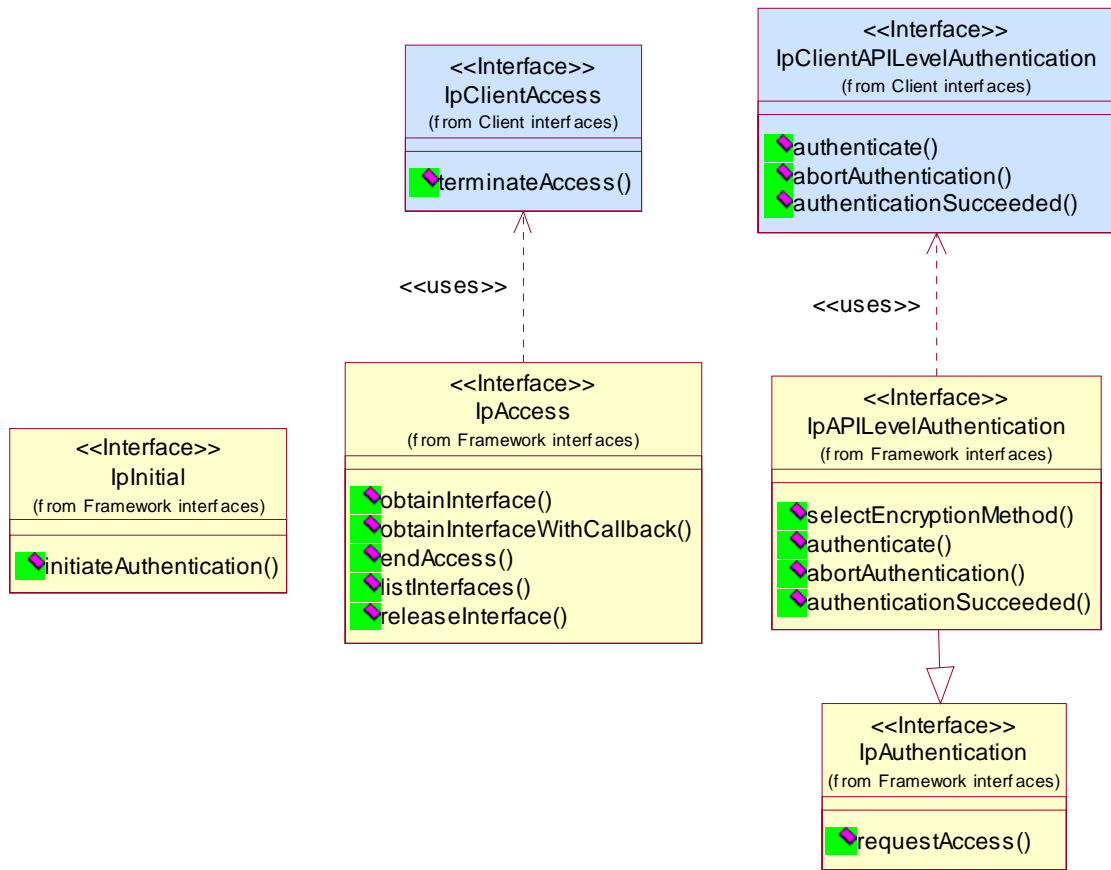 <<Interface>>
IpClientAPILevelAuthentication
(from Client interfaces)
authenticate()
abortAuthentication()
authenticationSucceeded()
<<Interface>>
IpClientAccess
(from Client interfaces)
terminateAccess()
<<uses>>
<<uses>>
<<Interface>>
IpInitial
(from Framework interfaces)
initiateAuthentication()
<<Interface>>
IpAccess
(from Framework interfaces)
obtainInterface()
obtainInterfaceWithCallback()
endAccess()
listInterfaces()
releaseInterface()
<<Interface>>
IpAPILevelAuthentication
(from Framework interfaces)
selectEncryptionMethod()
authenticate()
abortAuthentication()
authenticationSucceeded()
<<Interface>>
IpAuthentication
(from Framework interfaces)
requestAccess()